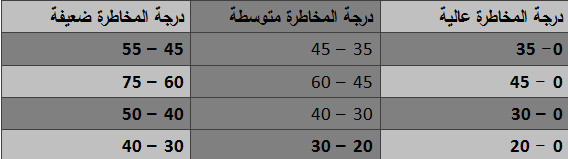 درجة المخاطرة عالية درجة المخاطرة متوسطة درجة المخاطرة ضعيفة
0 – 35 35 – 45 45 – 55
0 – 45 45 – 60 60 – 75
0 – 30 30 – 40 40 – 50
0 – 20 20 – 30 30 – 40